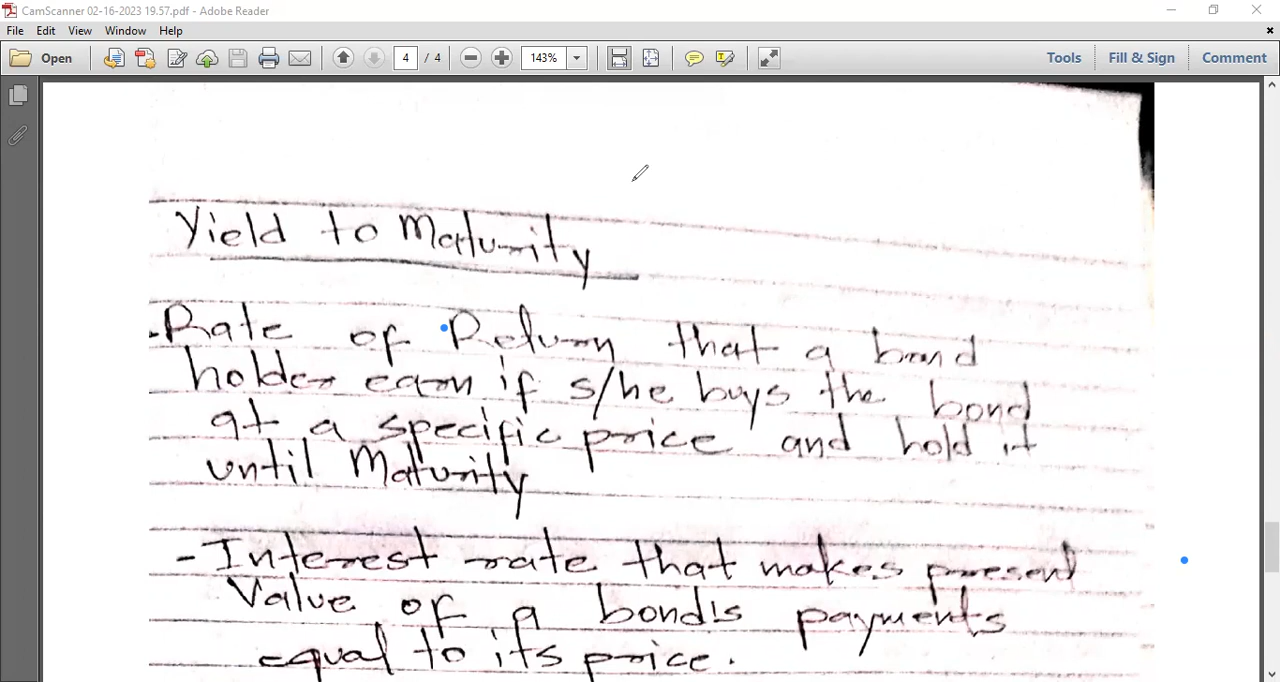 CamScanner 02-16-2023 19.57.pdf - Adobe Reader
File Edit View Window Help
Open 4 / 4 143% Tools Fill & Sign Comment
Yield to Maturity
- Rate of Return that a bond
holder earn if s/he buys the bond
at a specific price and hold it
until Maturity
- Interest rate that makes present
Value of a bond's payments
equal to its price.